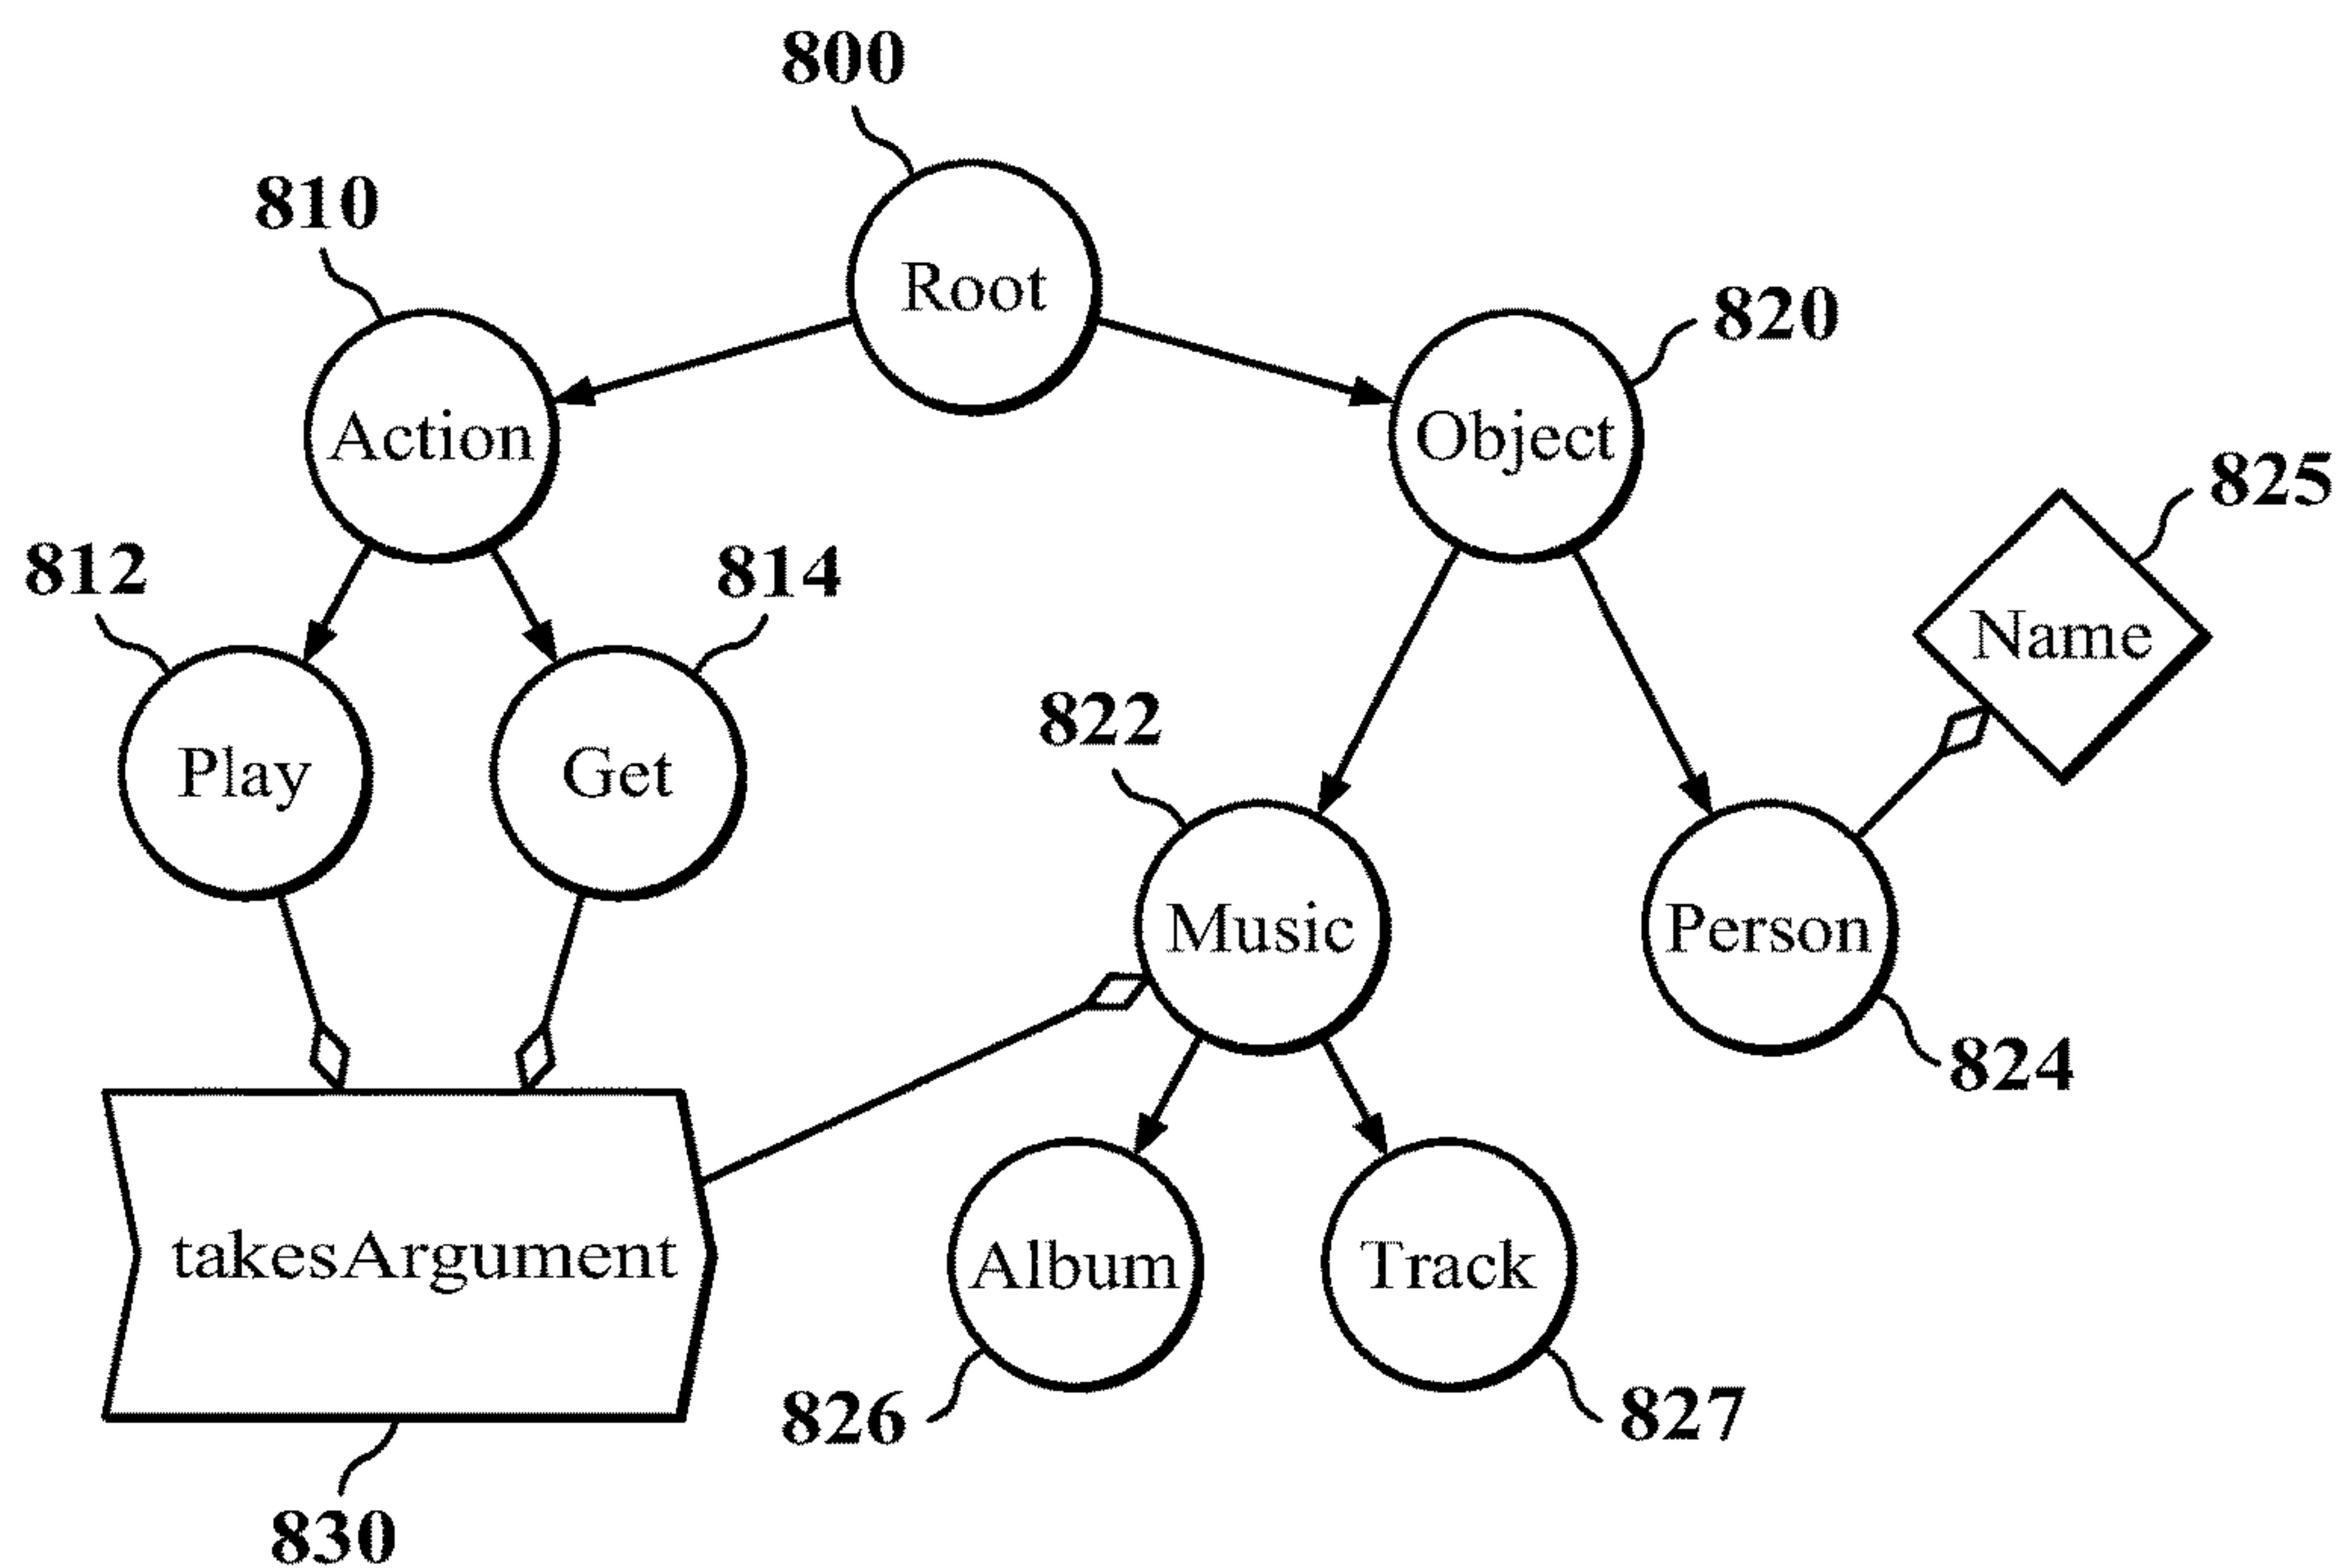 800
810
Root
820
Action
Object
825
812
814
Name
822
Play
Get
Music
Person
824
takesArgument
Album
Track
826
827
830